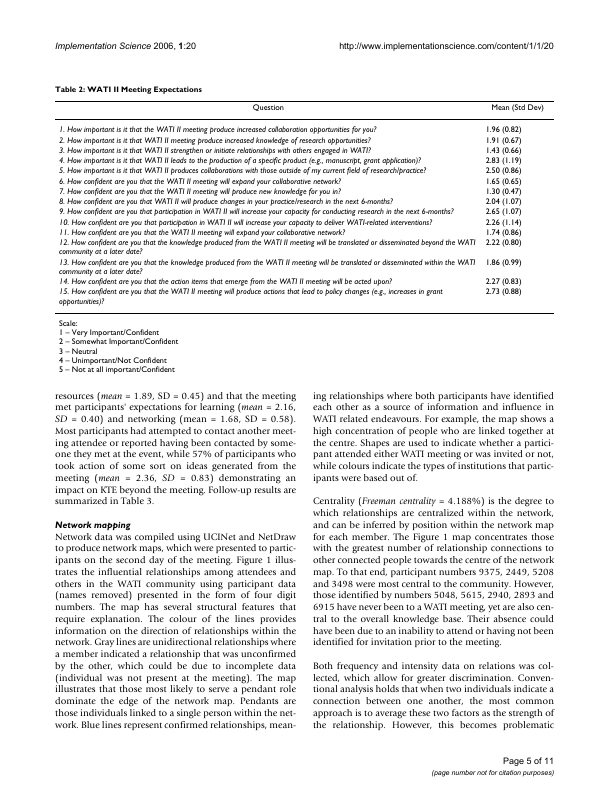 Implementation Science 2006, 1:20
http://www.implementationscience.com/content/1/1/20
Table 2: WATI II Meeting Expectations
Question Mean (Std Dev)
1. How important is it that the WATI II meeting produce increased collaboration opportunities for you? 1.96 (0.82)
2. How important is it that WATI II meeting produce increased knowledge of research opportunities? 1.91 (0.67)
3. How important is it that WATI II strengthen or initiate relationships with others engaged in WATI? 1.43 (0.66)
4. How important is it that WATI II leads to the production of a specific product (e.g., manuscript, grant application)? 2.83 (1.19)
5. How important is it that WATI II produces collaborations with those outside of my current field of research/practice? 2.50 (0.86)
6. How confident are you that the WATI II meeting will expand your collaborative network? 1.65 (0.65)
7. How confident are you that the WATI II meeting will produce new knowledge for you in? 1.30 (0.47)
8. How confident are you that WATI II will produce changes in your practice/research in the next 6-months? 2.04 (1.07)
9. How confident are you that participation in WATI II will increase your capacity for conducting research in the next 6-months? 2.65 (1.07)
10. How confident are you that participation in WATI II will increase your capacity to deliver WATI-related interventions? 2.26 (1.14)
11. How confident are you that the WATI II meeting will expand your collaborative network? 1.74 (0.86)
12. How confident are you that the knowledge produced from the WATI II meeting will be translated or disseminated beyond the WATI 2.22 (0.80)
community at a later date?
13. How confident are you that the knowledge produced from the WATI II meeting will be translated or disseminated within the WATI 1.86 (0.99)
community at a later date?
14. How confident are you that the action items that emerge from the WATI II meeting will be acted upon? 2.27 (0.83)
15. How confident are you that the WATI II meeting will produce actions that lead to policy changes (e.g., increases in grant 2.73 (0.88)
opportunities)?
Scale:
1 – Very Important/Confident
2 – Somewhat Important/Confident
3 – Neutral
4 – Unimportant/Not Confident
5 – Not at all important/Confident
resources (mean = 1.89, SD = 0.45) and that the meeting
met participants' expectations for learning (mean = 2.16,
SD = 0.40) and networking (mean = 1.68, SD = 0.58).
Most participants had attempted to contact another meet-
ing attendee or reported having been contacted by some-
one they met at the event, while 57% of participants who
took action of some sort on ideas generated from the
meeting (mean = 2.36, SD = 0.83) demonstrating an
impact on KTE beyond the meeting. Follow-up results are
summarized in Table 3.
Network mapping
Network data was compiled using UCINet and NetDraw
to produce network maps, which were presented to partic-
ipants on the second day of the meeting. Figure 1 illus-
trates the influential relationships among attendees and
others in the WATI community using participant data
(names removed) presented in the form of four digit
numbers. The map has several structural features that
require explanation. The colour of the lines provides
information on the direction of relationships within the
network. Gray lines are unidirectional relationships where
a member indicated a relationship that was unconfirmed
by the other, which could be due to incomplete data
(individual was not present at the meeting). The map
illustrates that those most likely to serve a pendant role
dominate the edge of the network map. Pendants are
those individuals linked to a single person within the net-
work. Blue lines represent confirmed relationships, mean-
ing relationships where both participants have identified
each other as a source of information and influence in
WATI related endeavours. For example, the map shows a
high concentration of people who are linked together at
the centre. Shapes are used to indicate whether a partici-
pant attended either WATI meeting or was invited or not,
while colours indicate the types of institutions that partic-
ipants were based out of.
Centrality (Freeman centrality = 4.188%) is the degree to
which relationships are centralized within the network,
and can be inferred by position within the network map
for each member. The Figure 1 map concentrates those
with the greatest number of relationship connections to
other connected people towards the centre of the network
map. To that end, participant numbers 9375, 2449, 5208
and 3498 were most central to the community. However,
those identified by numbers 5048, 5615, 2940, 2893 and
6915 have never been to a WATI meeting, yet are also cen-
tral to the overall knowledge base. Their absence could
have been due to an inability to attend or having not been
identified for invitation prior to the meeting.
Both frequency and intensity data on relations was col-
lected, which allow for greater discrimination. Conven-
tional analysis holds that when two individuals indicate a
connection between one another, the most common
approach is to average these two factors as the strength of
the relationship. However, this becomes problematic
Page 5 of 11
(page number not for citation purposes)